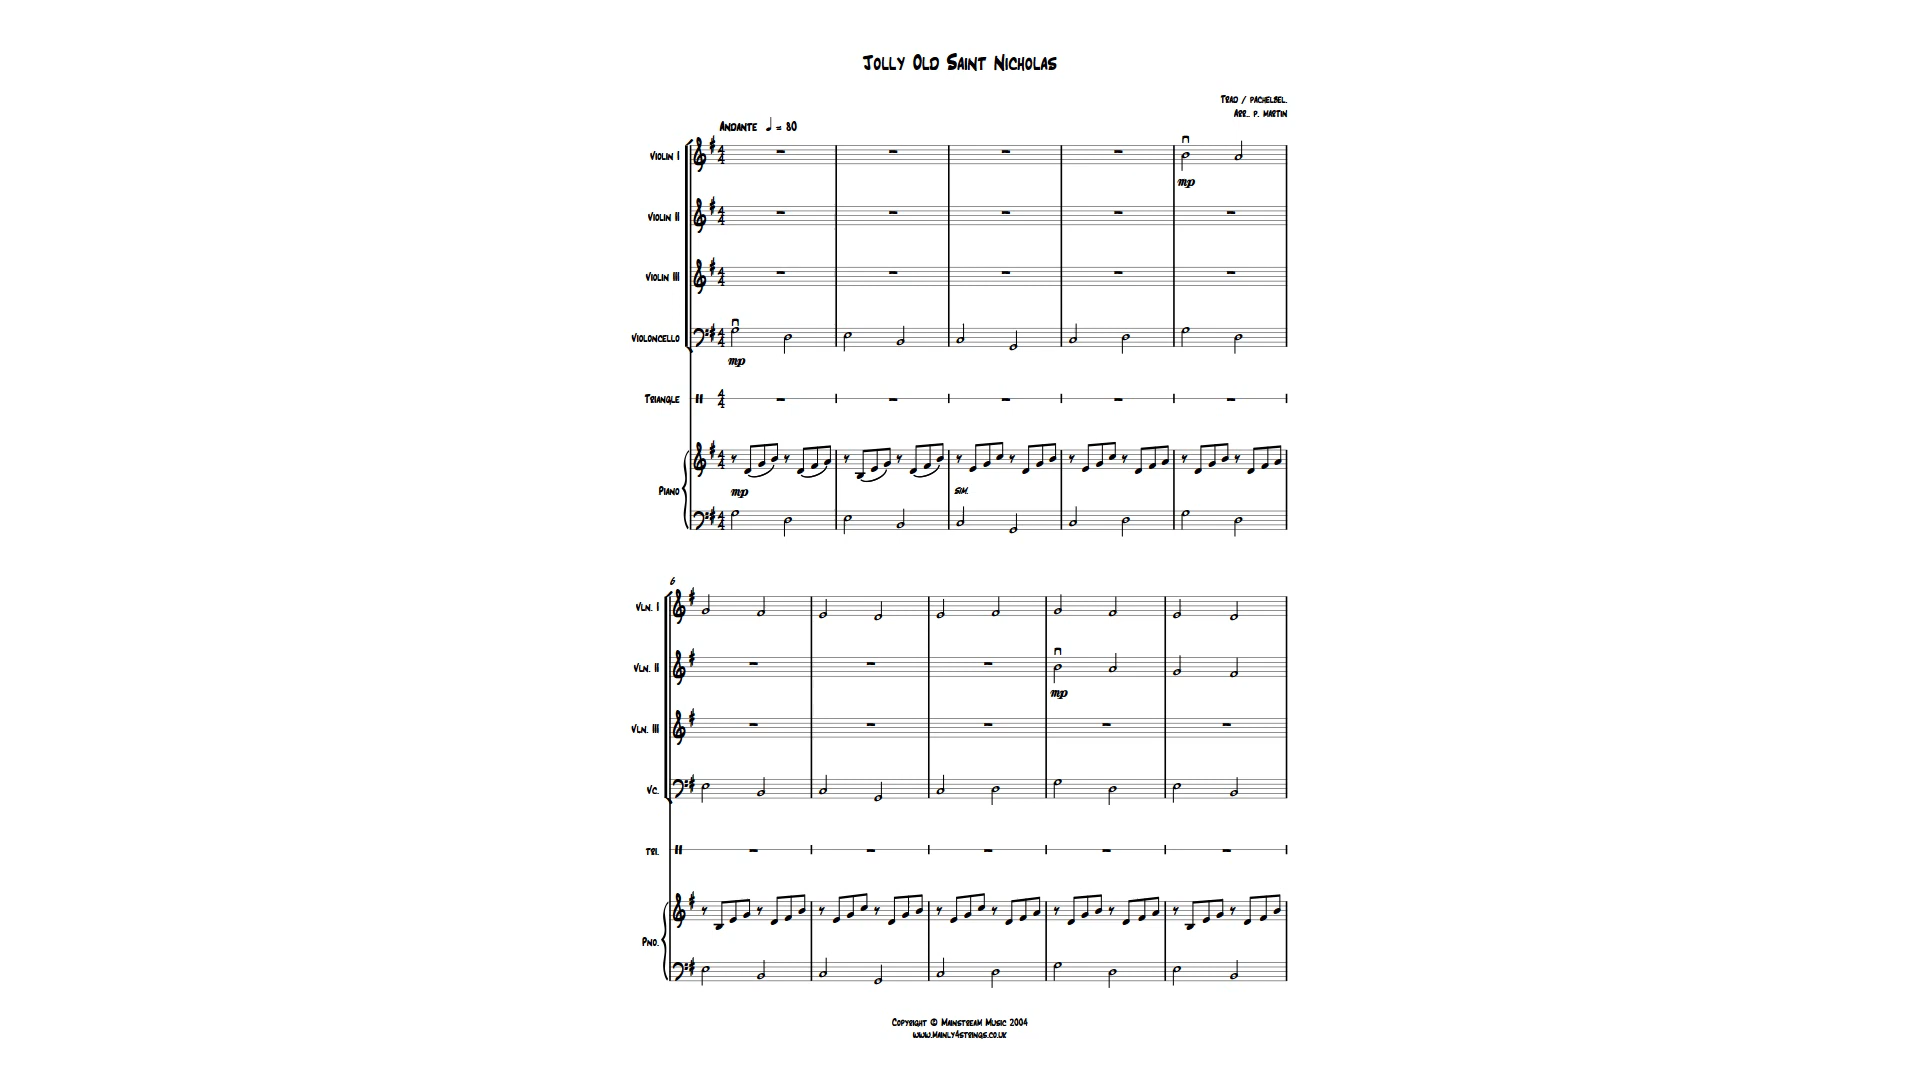 Jolly Old Saint Nicholas
Trad / Pachelbel.
Arr.. P. Martin
Andante ♩ = 80
Violin I
mp
Violin II
Violin III
Violoncello
mp
Triangle
Piano
mp
sim.
6
Vln. I
Vln. II
mp
Vln. III
Vc.
Tri.
Pno.
Copyright © Mainstream Music 2004
www.mainly4strings.co.uk